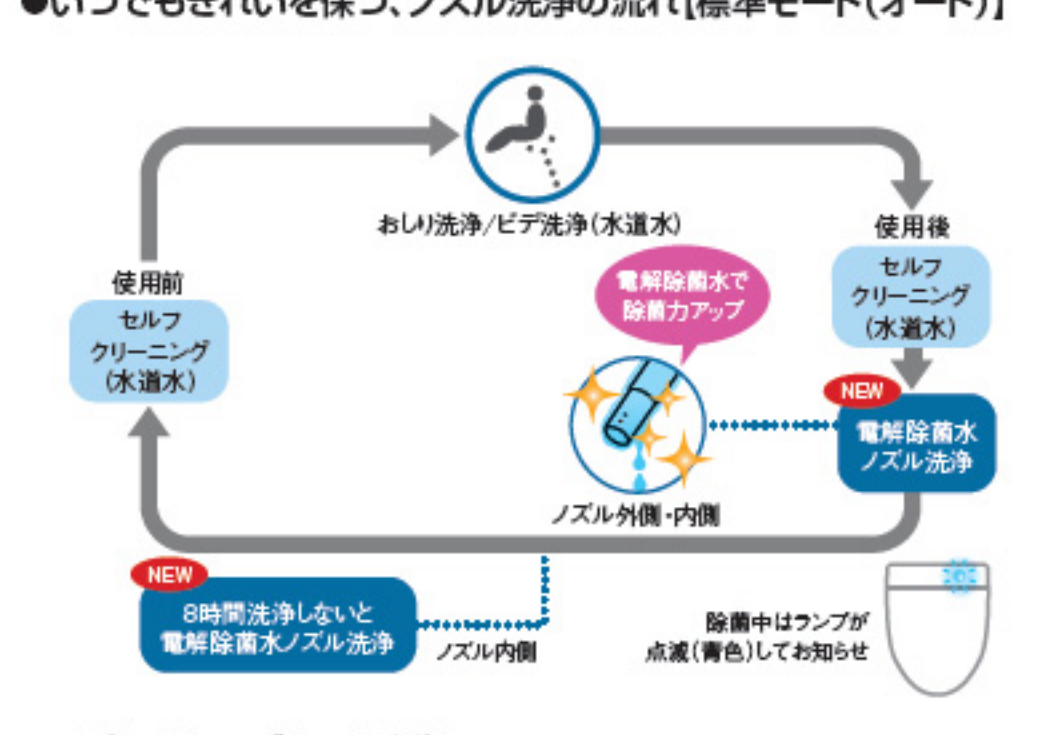 ●いつでもきれいを保つ、ノズル洗浄の流れ【標準モード(オート)】
おしり洗浄/ビデ洗浄(水道水)
使用後
セルフ
クリーニング
(水道水)
電解除菌水で
除菌力アップ
使用前
セルフ
クリーニング
(水道水)
NEW
電解除菌水
ノズル洗浄
ノズル外側・内側
NEW
8時間洗浄しないと
電解除菌水ノズル洗浄
ノズル内側
除菌中はランプが
点滅(青色)してお知らせ